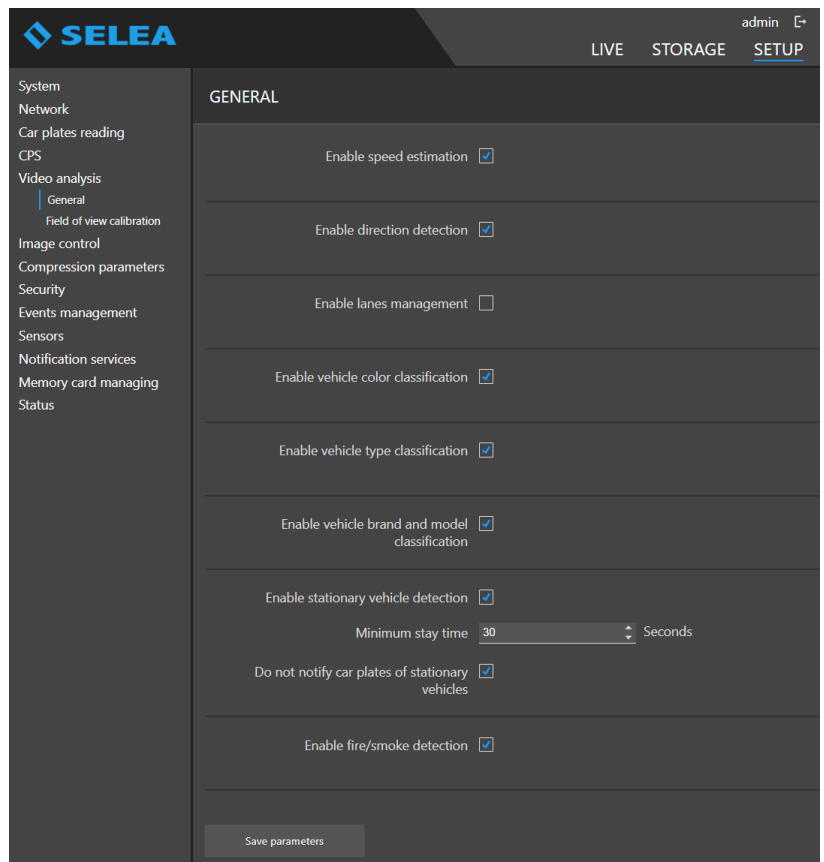 SELEA
admin
LIVE STORAGE SETUP
System
Network
Car plates reading
CPS
Video analysis
General
Field of view calibration
Image control
Compression parameters
Security
Events management
Sensors
Notification services
Memory card managing
Status
GENERAL
Enable speed estimation
Enable direction detection
Enable lanes management
Enable vehicle color classification
Enable vehicle type classification
Enable vehicle brand and model
classification
Enable stationary vehicle detection
Minimum stay time 30 Seconds
Do not notify car plates of stationary
vehicles
Enable fire/smoke detection
Save parameters